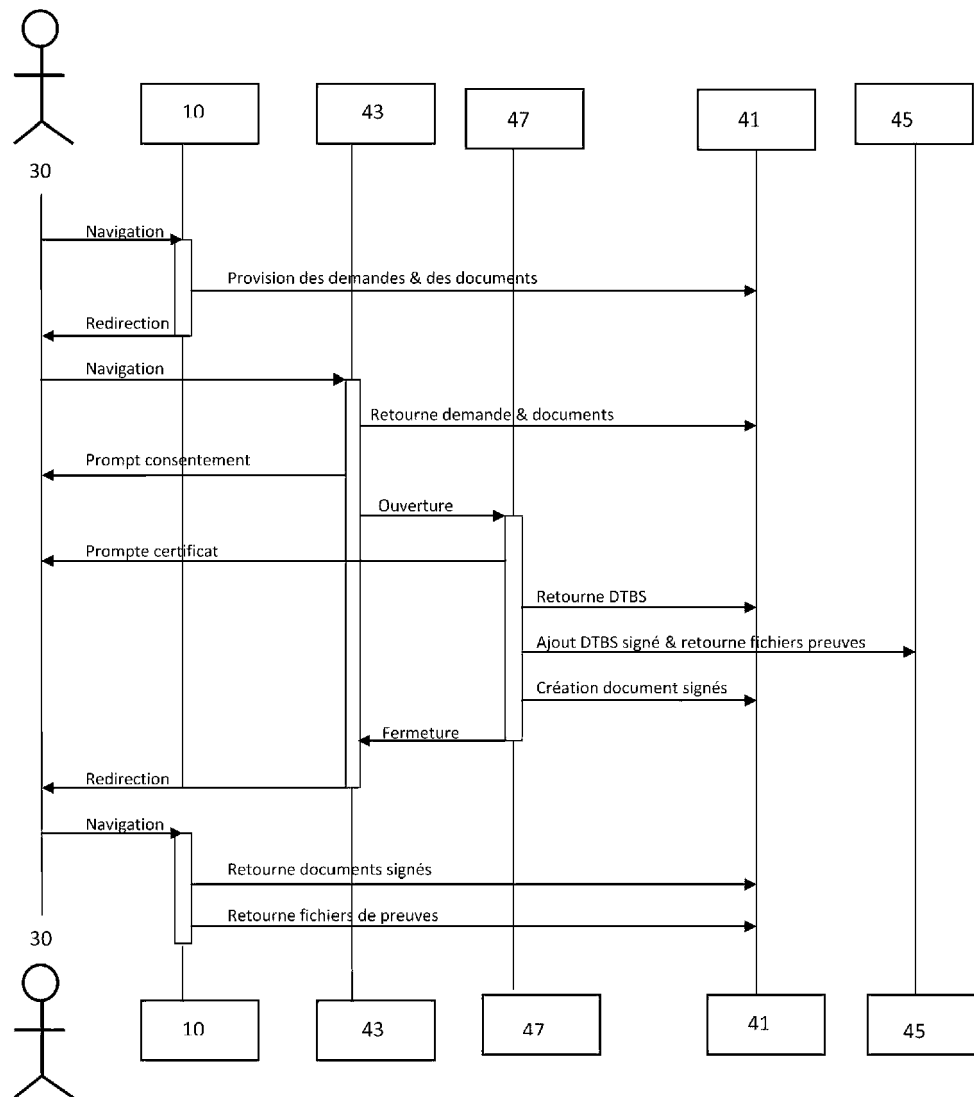 10
43
47
41
45
30
Navigation
Provision des demandes & des documents
Redirection
Navigation
Retourne demande & documents
Prompt consentement
Ouverture
Prompte certificat
Retourne DTBS
Ajout DTBS signé & retourne fichiers preuves
Création document signés
Fermeture
Redirection
Navigation
Retourne documents signés
Retourne fichiers de preuves
30
10
43
47
41
45